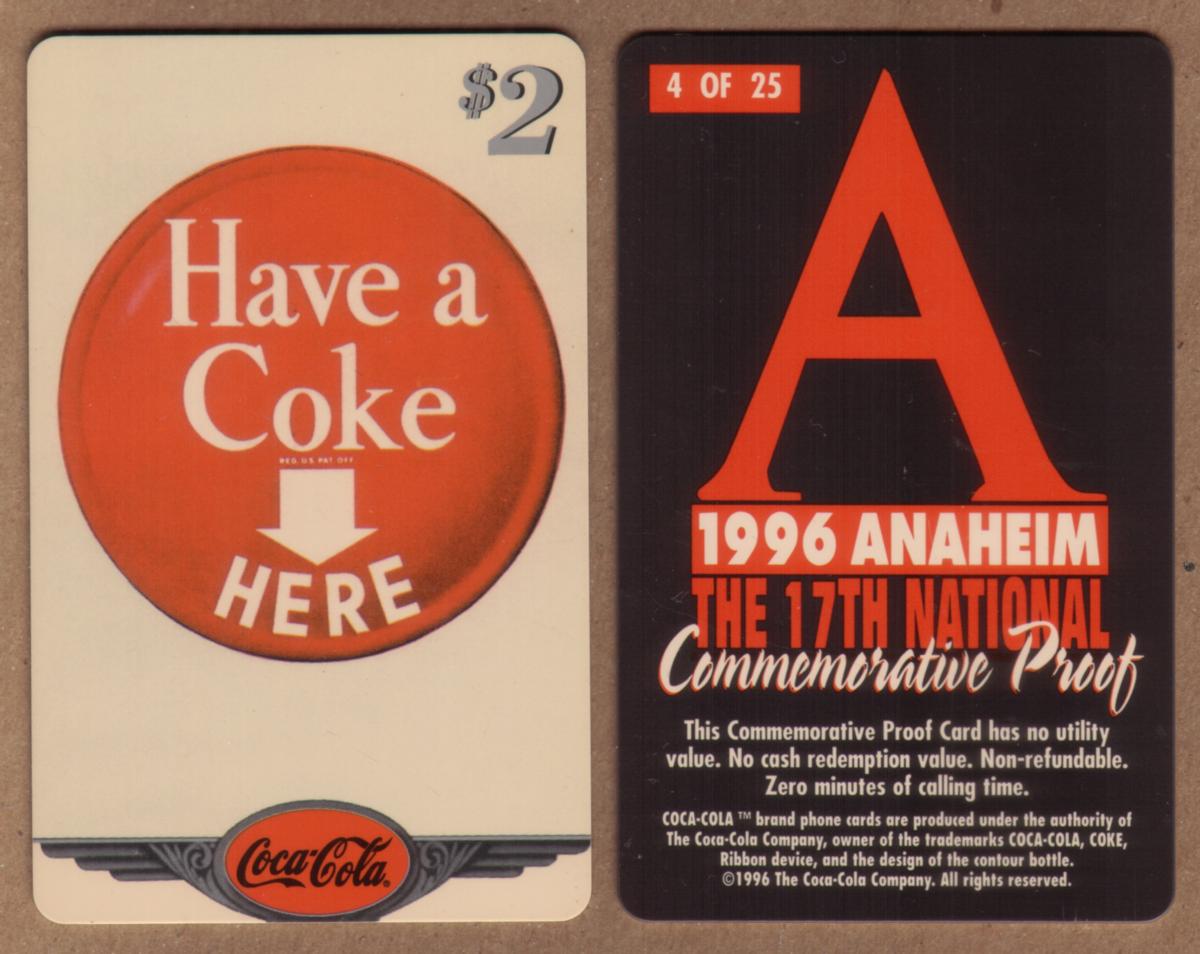 $2
Have a
Coke
REG. U.S. PAT. OFF.
HERE
Coca-Cola®
4 OF 25
A
1996 ANAHEIM
THE 17TH NATIONAL
Commemorative Proof
This Commemorative Proof Card has no utility
value. No cash redemption value. Non-refundable.
Zero minutes of calling time.
COCA-COLA ™ brand phone cards are produced under the authority of
The Coca-Cola Company, owner of the trademarks COCA-COLA, COKE,
Ribbon device, and the design of the contour bottle.
©1996 The Coca-Cola Company. All rights reserved.